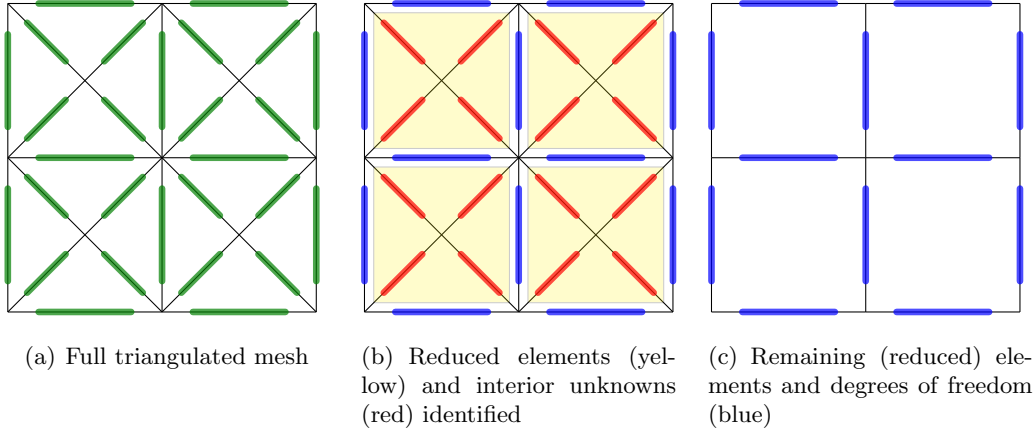 (a) Full triangulated mesh
(b) Reduced elements (yel-
low) and interior unknowns
(red) identified
(c) Remaining (reduced) ele-
ments and degrees of freedom
(blue)